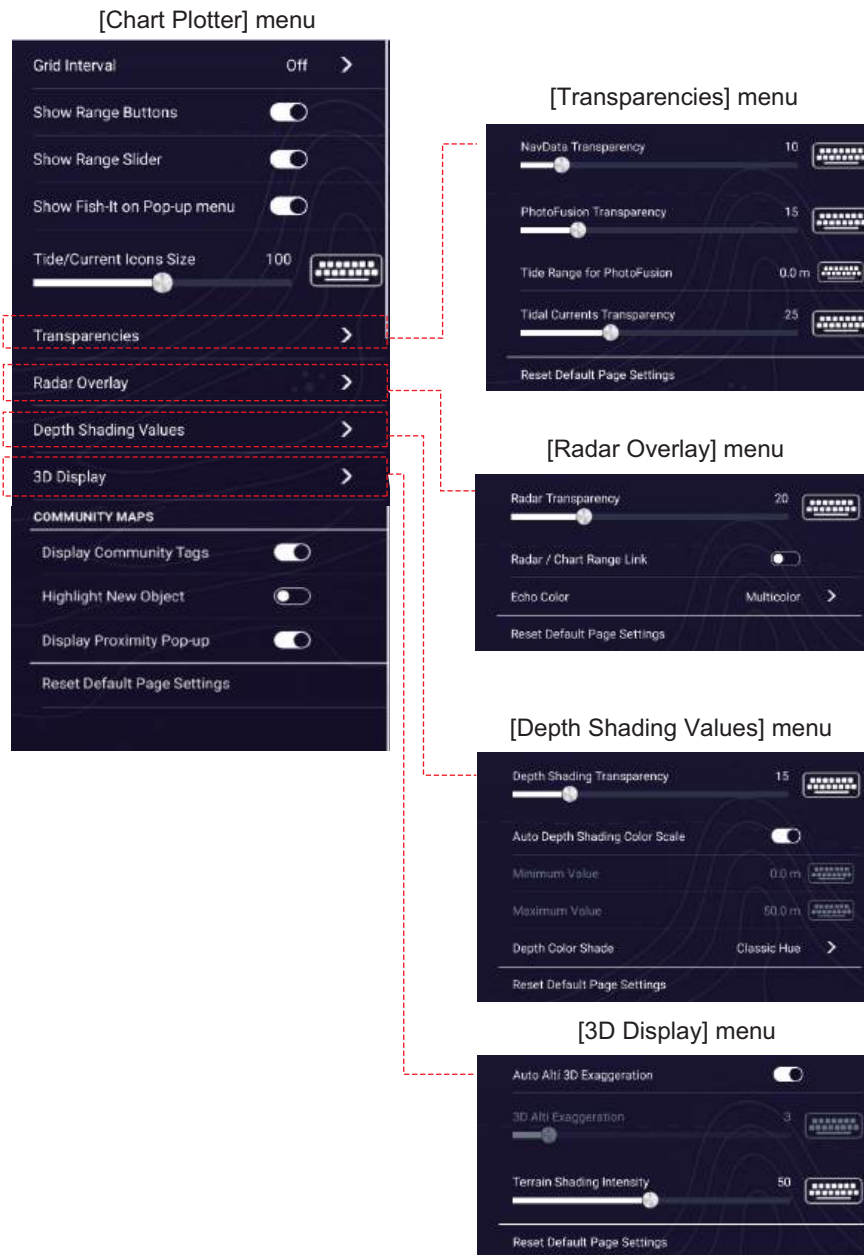 [Chart Plotter] menu
Grid Interval Off
Show Range Buttons
Show Range Slider
Show Fish-It on Pop-up menu
Tide/Current Icons Size 100
Transparencies
Radar Overlay
Depth Shading Values
3D Display
COMMUNITY MAPS
Display Community Tags
Highlight New Object
Display Proximity Pop-up
Reset Default Page Settings
[Transparencies] menu
NavData Transparency 10
PhotoFusion Transparency 15
Tide Range for PhotoFusion 0.0 m
Tidal Currents Transparency 25
Reset Default Page Settings
[Radar Overlay] menu
Radar Transparency 20
Radar / Chart Range Link
Echo Color Multicolor
Reset Default Page Settings
[Depth Shading Values] menu
Depth Shading Transparency 15
Auto Depth Shading Color Scale
Minimum Value 0.0 m
Maximum Value 50.0 m
Depth Color Shade Classic Hue
Reset Default Page Settings
[3D Display] menu
Auto Alti 3D Exaggeration
3D Alti Exaggeration 3
Terrain Shading Intensity 50
Reset Default Page Settings